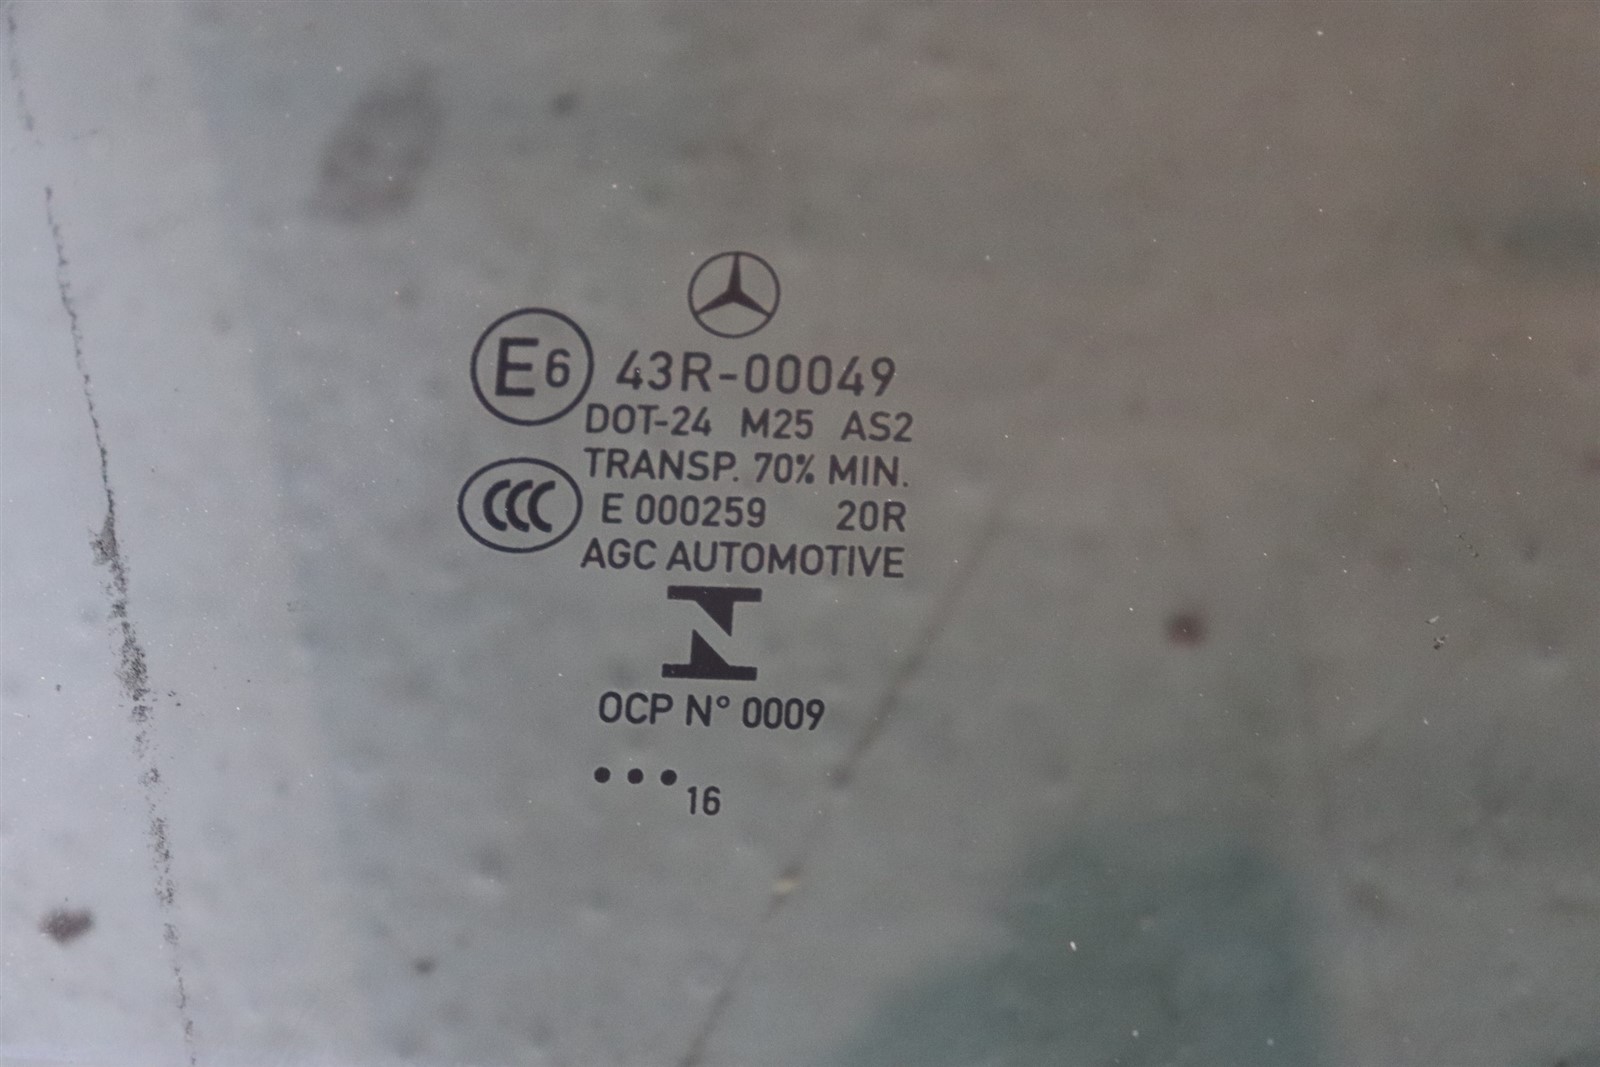 E6 43R-00049
DOT-24 M25 AS2
TRANSP. 70% MIN.
CCC E 000259 20R
AGC AUTOMOTIVE
OCP N° 0009
•••16